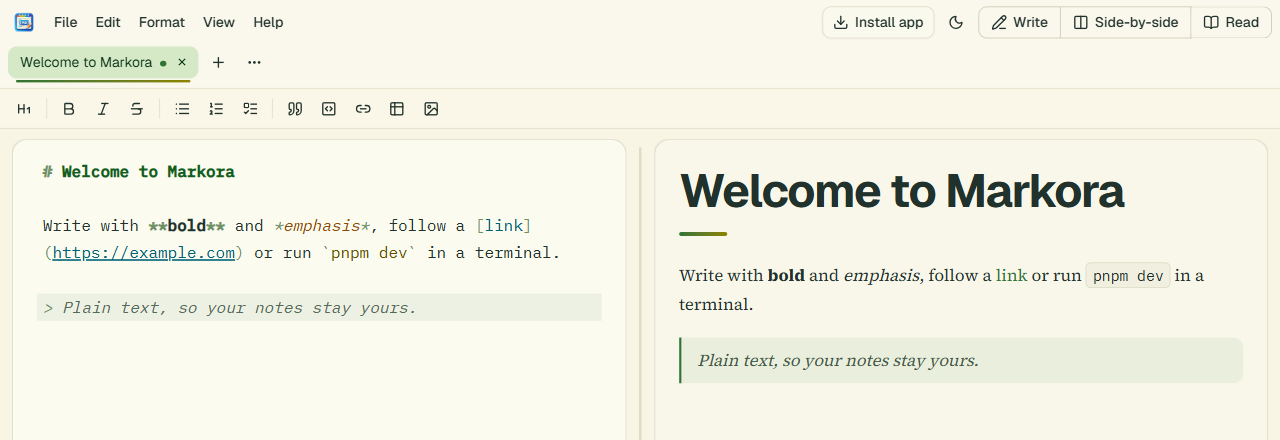 File Edit Format View Help
Install app
Write Side-by-side Read
Welcome to Markora
H1
# Welcome to Markora
Write with **bold** and *emphasis*, follow a [link]
(https://example.com) or run `pnpm dev` in a terminal.
> Plain text, so your notes stay yours.
Welcome to Markora
Write with bold and emphasis, follow a link or run pnpm dev in a
terminal.
Plain text, so your notes stay yours.